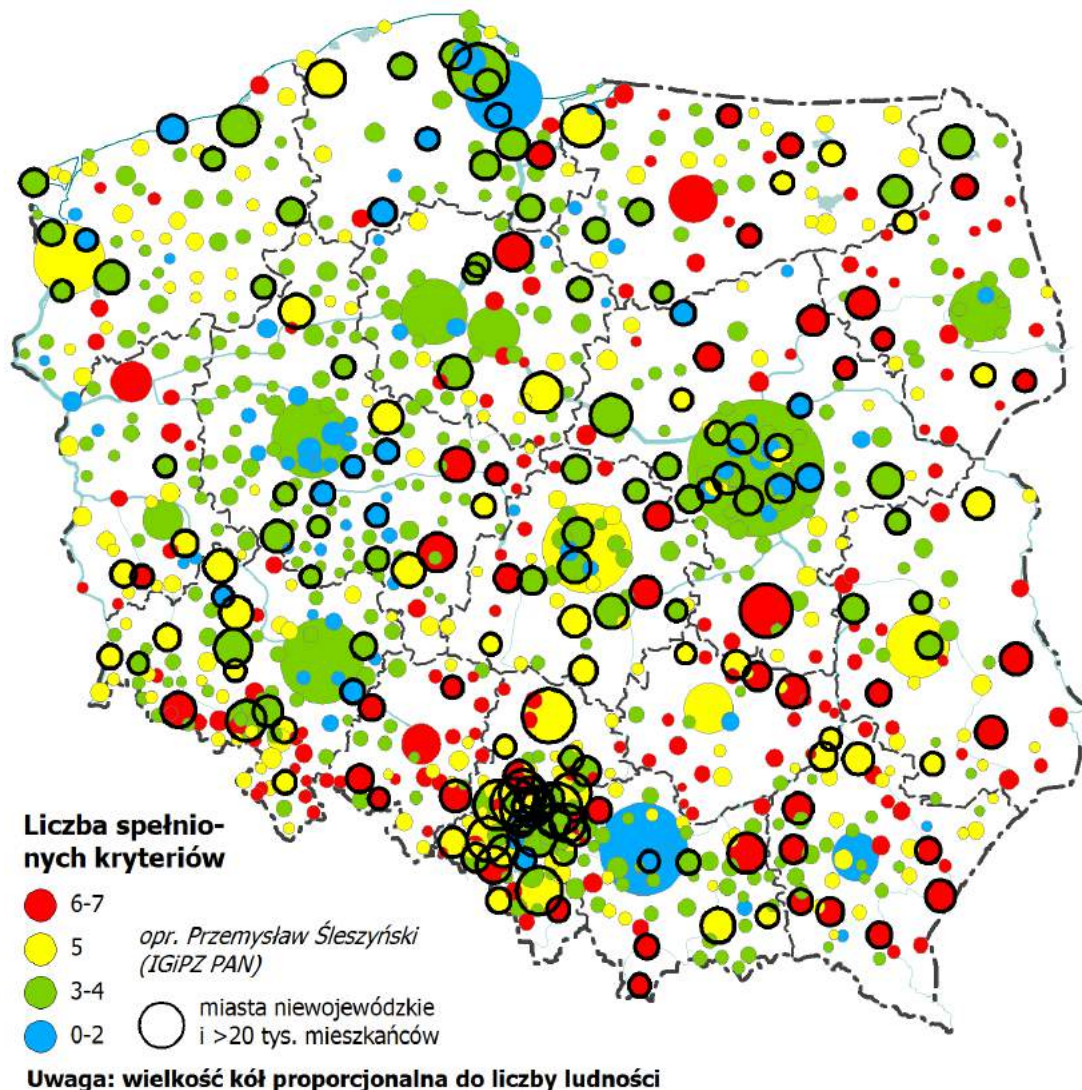 Liczba spełnio-
nych kryteriów
6-7
5
3-4
0-2
opr. Przemysław Śleszyński
(IGiPZ PAN)
miasta niewojewódzkie
i >20 tys. mieszkańców
Uwaga: wielkość kół proporcjonalna do liczby ludności